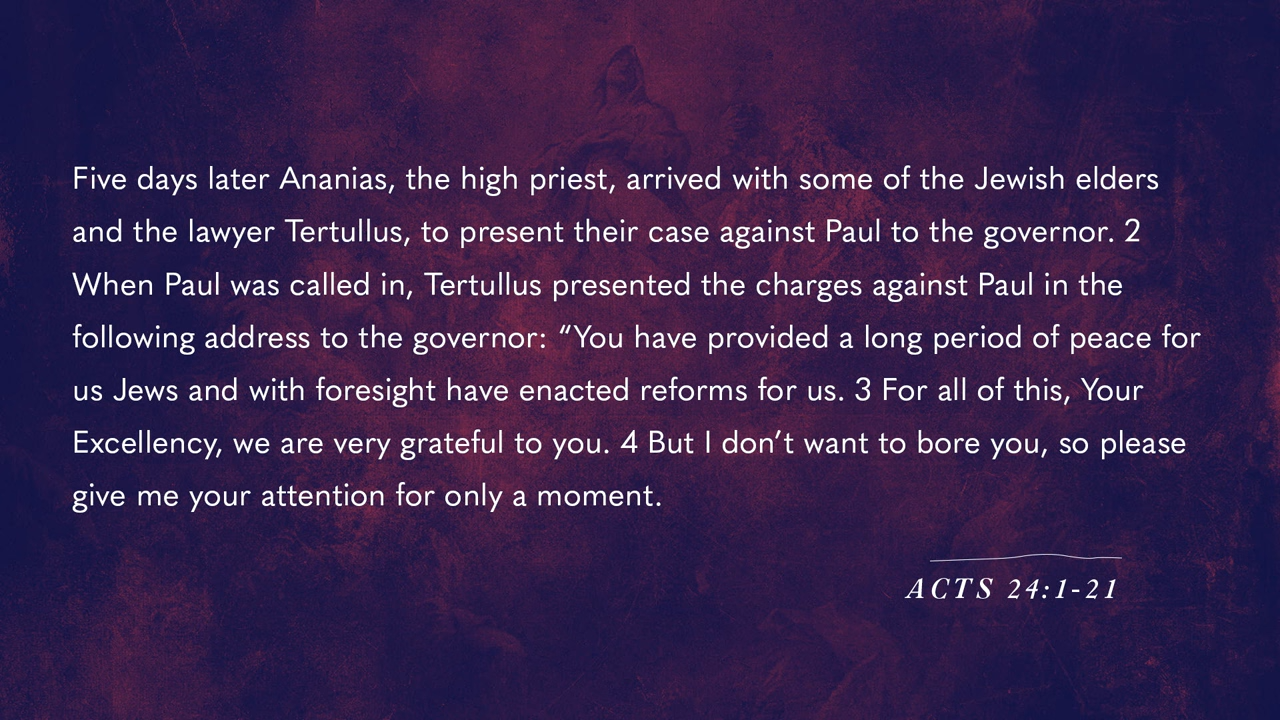 Five days later Ananias, the high priest, arrived with some of the Jewish elders
and the lawyer Tertullus, to present their case against Paul to the governor. 2
When Paul was called in, Tertullus presented the charges against Paul in the
following address to the governor: “You have provided a long period of peace for
us Jews and with foresight have enacted reforms for us. 3 For all of this, Your
Excellency, we are very grateful to you. 4 But I don’t want to bore you, so please
give me your attention for only a moment.
ACTS 24:1-21